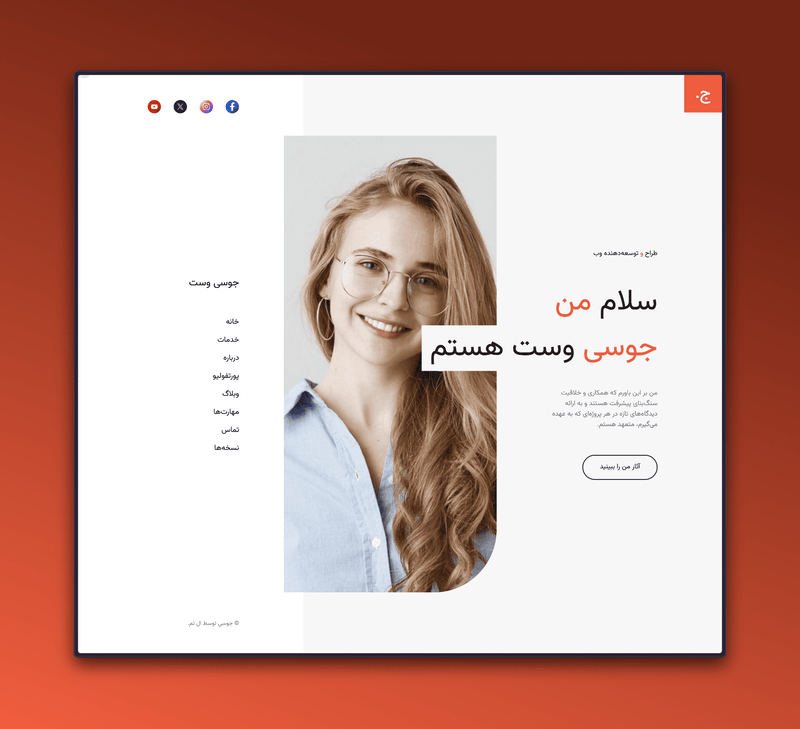 ج.
طراح و توسعه‌دهنده وب
سلام من
جوسی وست هستم
من بر این باورم که همکاری و خلاقیت
سنگ‌بنای پیشرفت هستند و به ارائه
دیدگاه‌های تازه در هر پروژه‌ای که به عهده
می‌گیرم، متعهد هستم.
آثار من را ببینید
جوسی وست
خانه
خدمات
درباره
پورتفولیو
وبلاگ
مهارت‌ها
تماس
نسخه‌ها
© جوسی توسط ال تم.